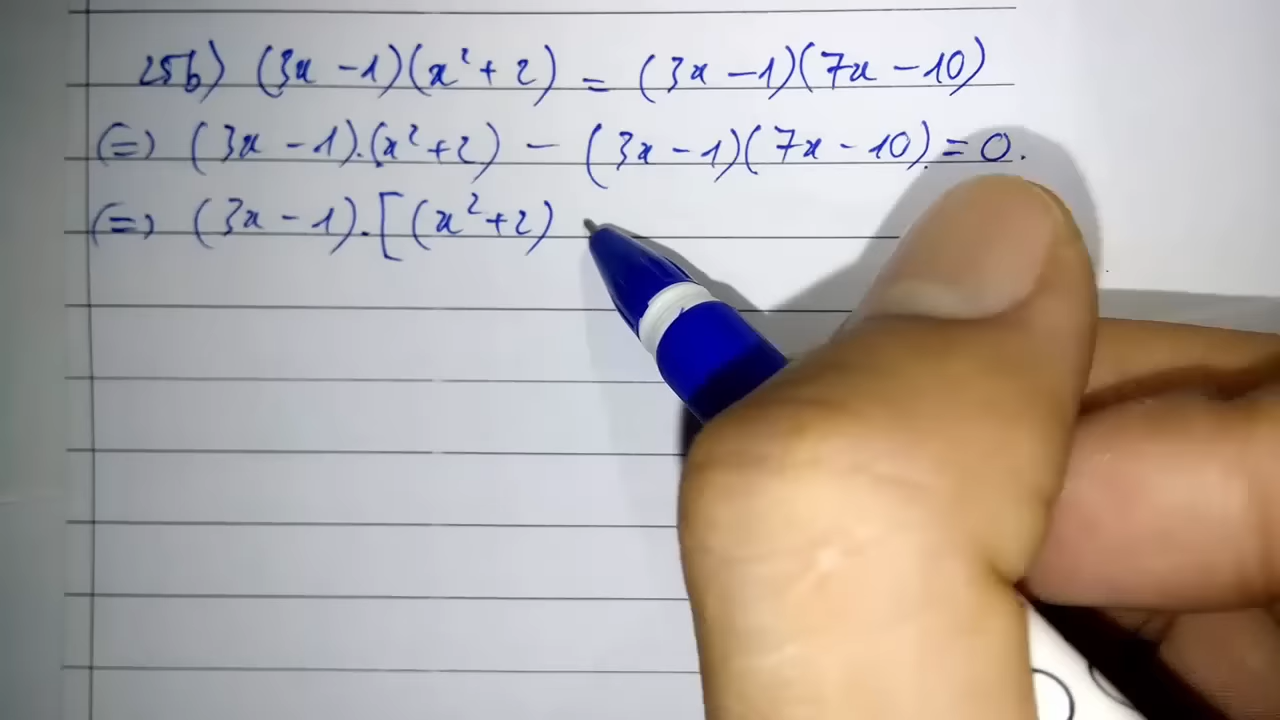 25b) (3x - 1)(x² + 2) = (3x - 1)(7x - 10)
(=) (3x - 1).(x² + 2) - (3x - 1)(7x - 10) = 0.
(=) (3x - 1).[(x² + 2)